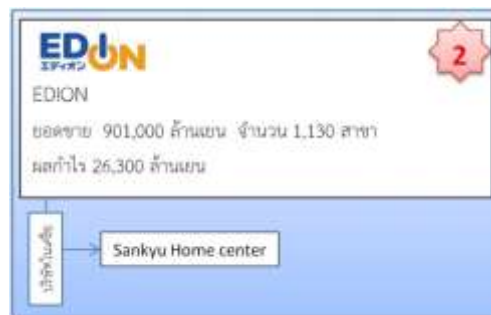 EDION
エディオン
2
EDION
ยอดขาย 901,000 ล้านเยน จำนวน 1,130 สาขา
ผลกำไร 26,300 ล้านเยน
บริษัทในเครือ
Sankyu Home center